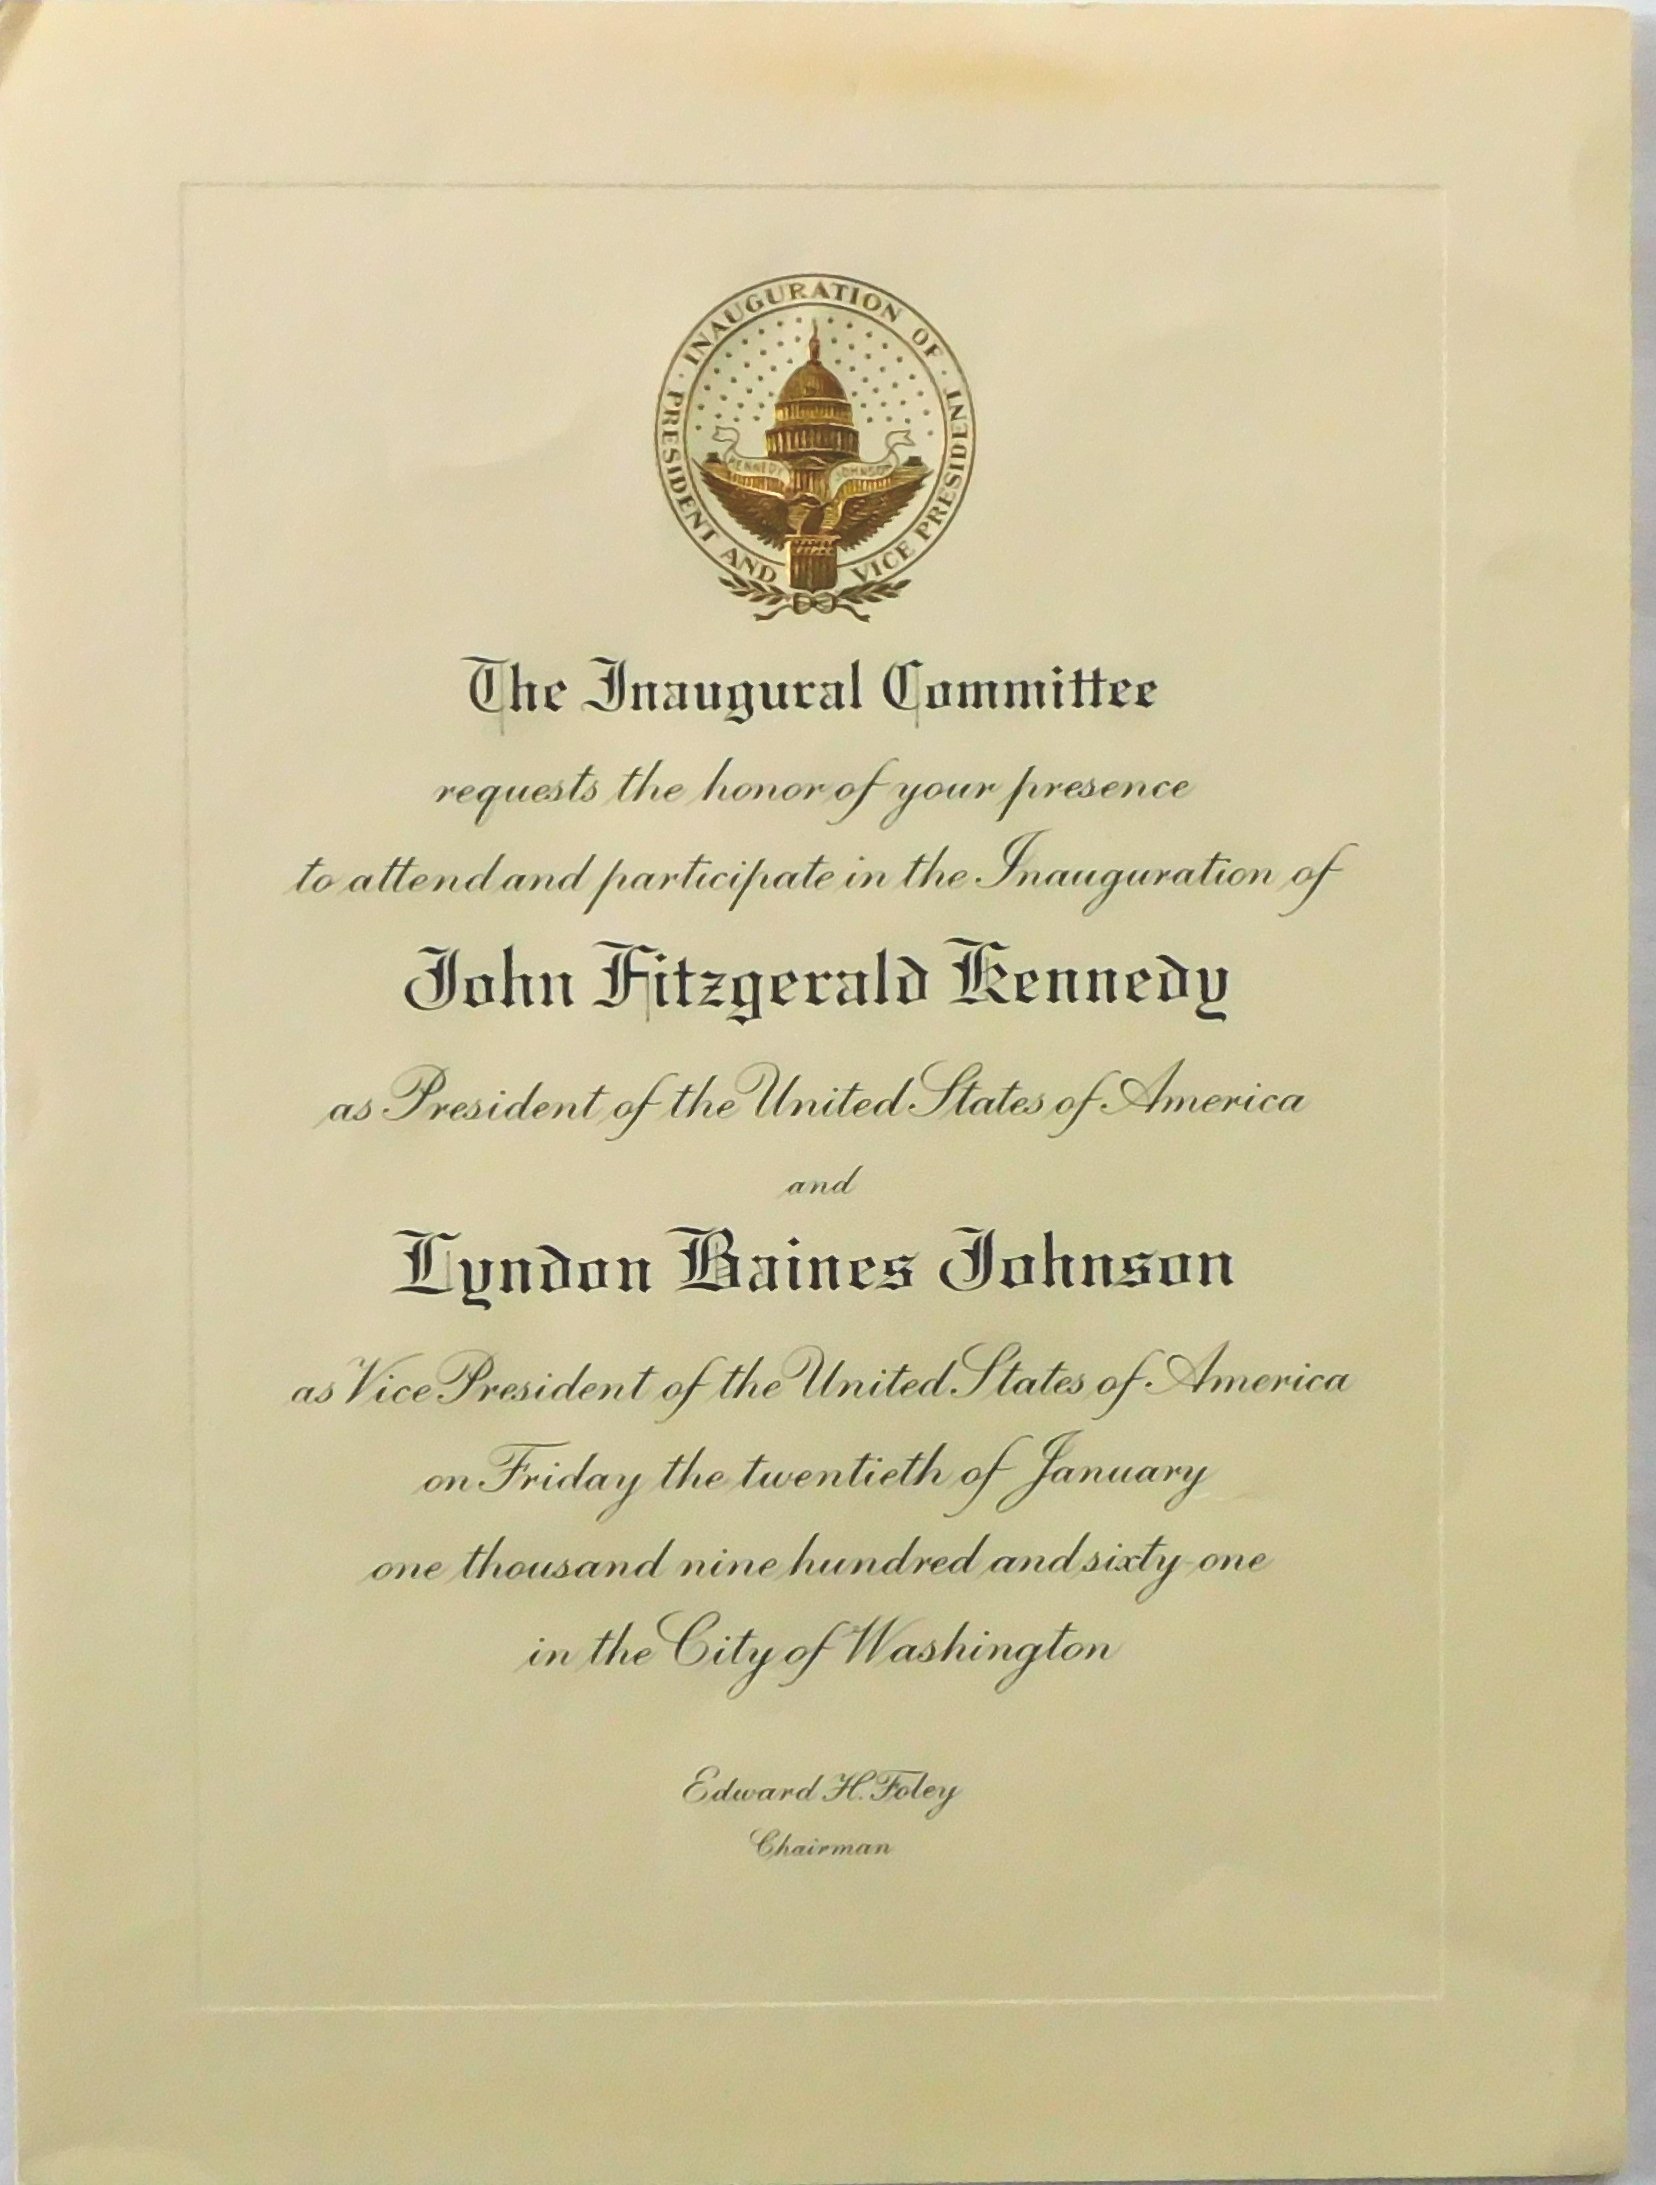 INAUGURATION OF
PRESIDENT AND VICE PRESIDENT
KENNEDY JOHNSON
The Inaugural Committee
requests the honor of your presence
to attend and participate in the Inauguration of
John Fitzgerald Kennedy
as President of the United States of America
and
Lyndon Baines Johnson
as Vice President of the United States of America
on Friday the twentieth of January
one thousand nine hundred and sixty-one
in the City of Washington
Edward H. Foley
Chairman